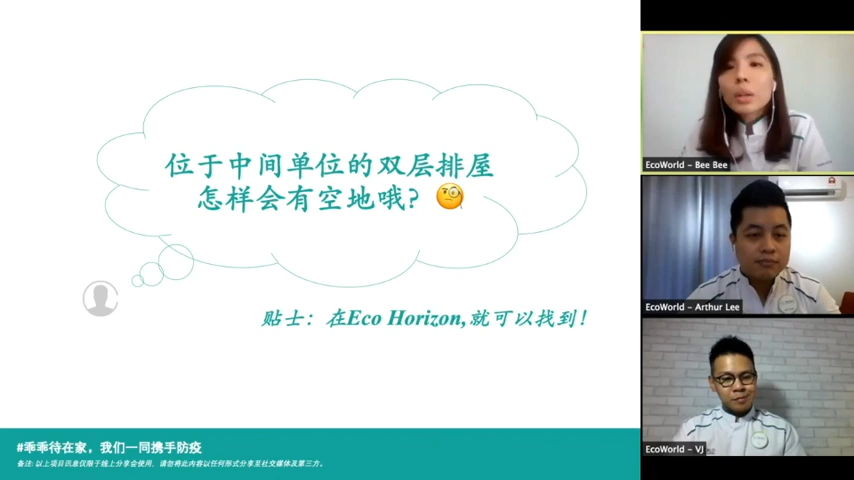 位于中间单位的双层排屋
怎样会有空地哦?
贴士：在Eco Horizon,就可以找到！
#乖乖待在家，我们一同携手防疫
备注: 以上项目讯息仅限于线上分享会使用，请勿将此内容以任何形式分享至社交媒体及第三方。
EcoWorld – Bee Bee
EcoWorld – Arthur Lee
EcoWorld – VJ